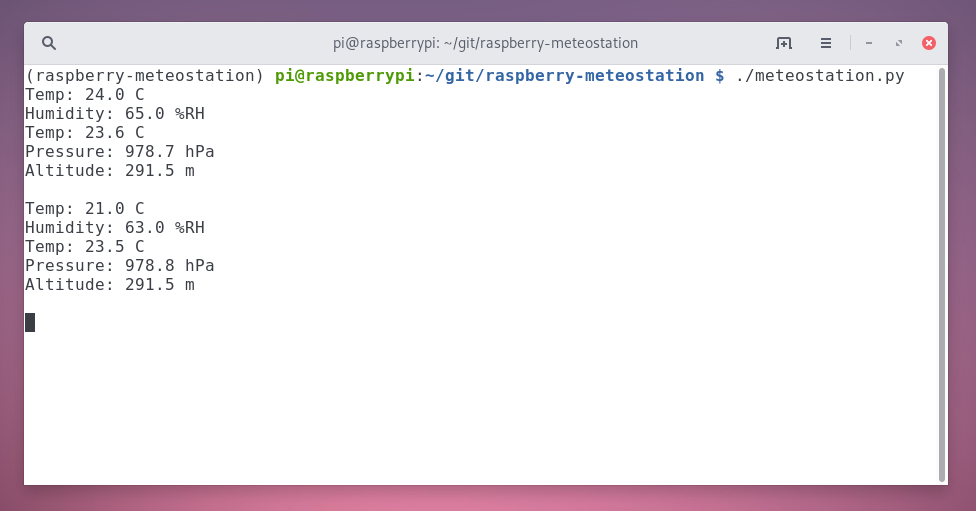 pi@raspberrypi: ~/git/raspberry-meteostation
(raspberry-meteostation) pi@raspberrypi:~/git/raspberry-meteostation $ ./meteostation.py
Temp: 24.0 C
Humidity: 65.0 %RH
Temp: 23.6 C
Pressure: 978.7 hPa
Altitude: 291.5 m
Temp: 21.0 C
Humidity: 63.0 %RH
Temp: 23.5 C
Pressure: 978.8 hPa
Altitude: 291.5 m